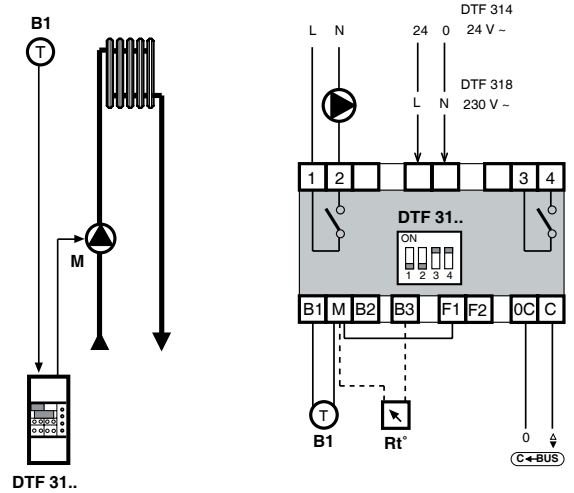 B1
T
M
DTF 31..
L N 24 0 DTF 314
24 V ~
DTF 318
L N 230 V ~
1 2 3 4
DTF 31..
ON
1 2 3 4
B1 M B2 B3 F1 F2 0C C
T
B1 Rt° 0
C BUS